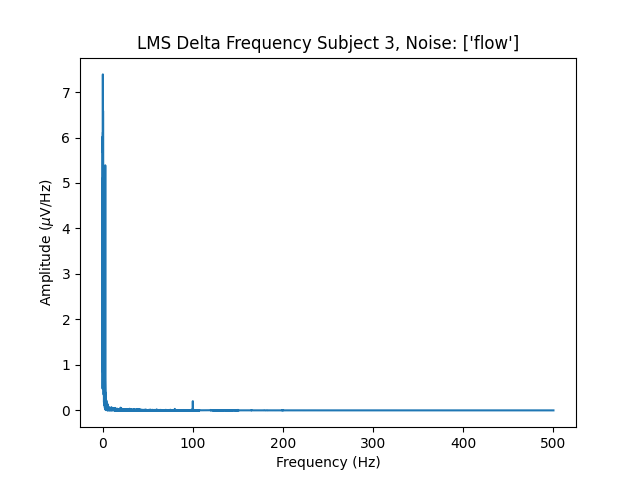 LMS Delta Frequency Subject 3, Noise: ['flow']
Amplitude (μV/Hz)
7
6
5
4
3
2
1
0
0 100 200 300 400 500
Frequency (Hz)